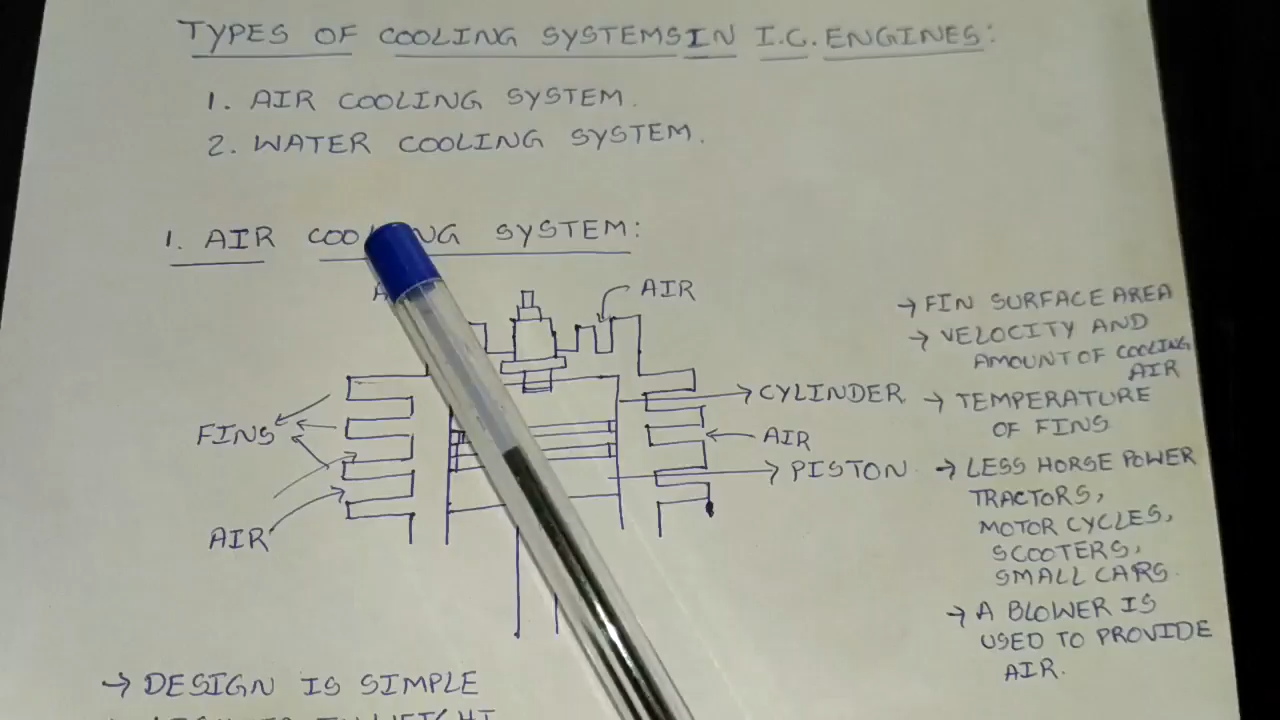 TYPES OF COOLING SYSTEMS IN I.C. ENGINES:
1. AIR COOLING SYSTEM.
2. WATER COOLING SYSTEM.
1. AIR SYSTEM:
AIR
CYLINDER
FINS
AIR
PISTON
AIR
→ FIN SURFACE AREA
→ VELOCITY AND
AMOUNT OF COOLING
AIR
→ TEMPERATURE
OF FINS
→ LESS HORSE POWER
TRACTORS,
MOTOR CYCLES,
SCOOTERS,
SMALL CARS.
→ A BLOWER IS
USED TO PROVIDE
AIR.
→ DESIGN IS SIMPLE